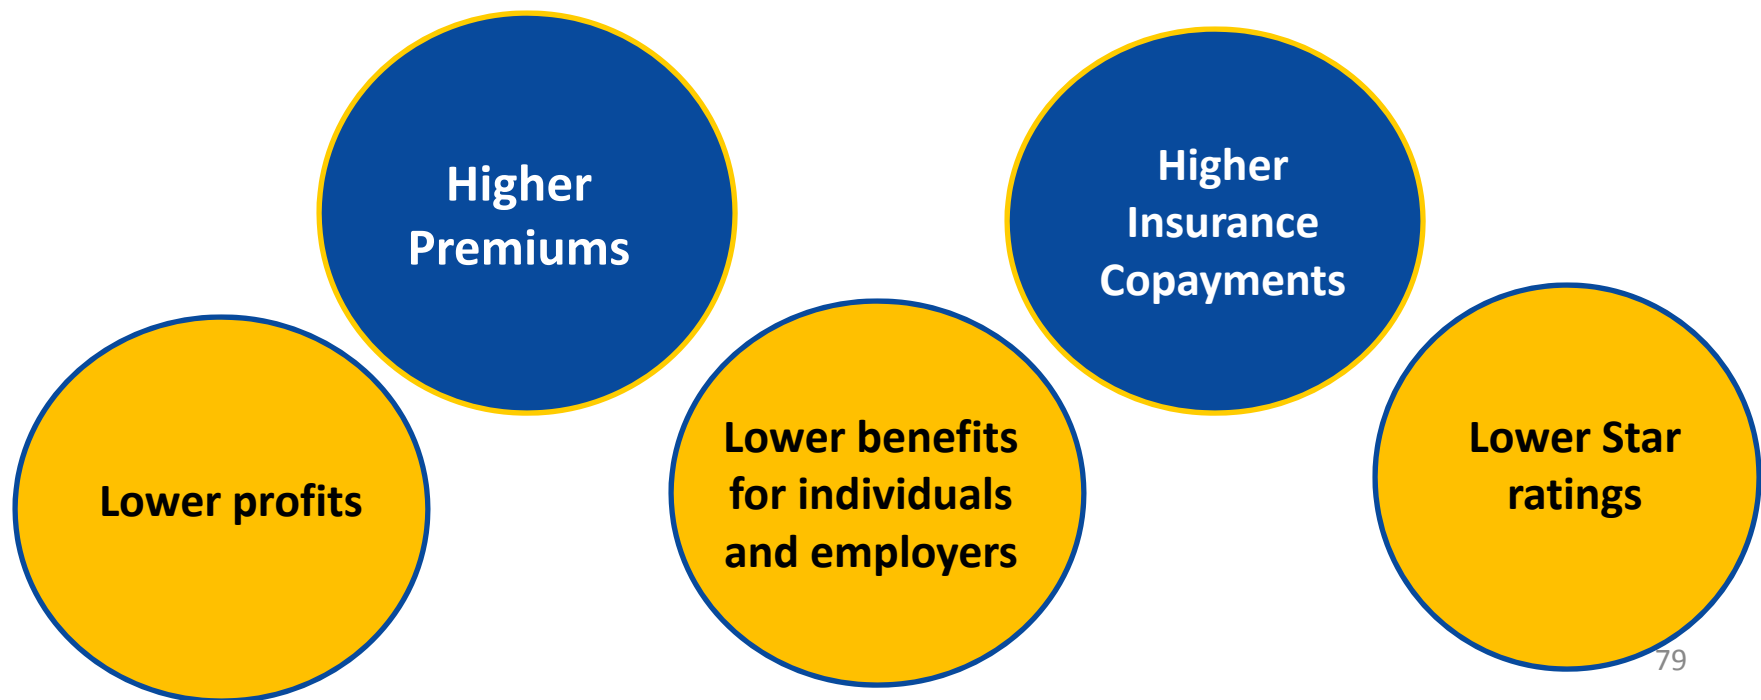 Higher
Premiums
Higher
Insurance
Copayments
Lower profits
Lower benefits
for individuals
and employers
Lower Star
ratings
79